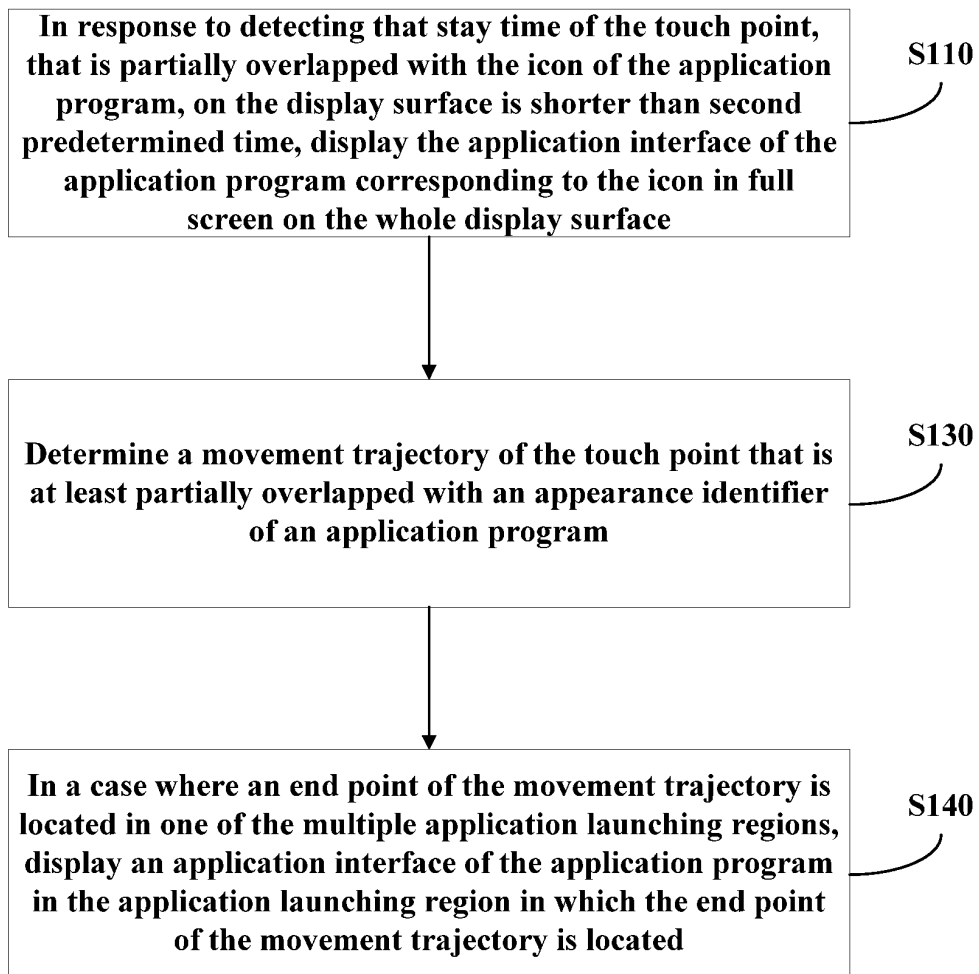 In response to detecting that stay time of the touch point,
that is partially overlapped with the icon of the application
program, on the display surface is shorter than second
predetermined time, display the application interface of the
application program corresponding to the icon in full
screen on the whole display surface
S110
Determine a movement trajectory of the touch point that is
at least partially overlapped with an appearance identifier
of an application program
S130
In a case where an end point of the movement trajectory is
located in one of the multiple application launching regions,
display an application interface of the application program
in the application launching region in which the end point
of the movement trajectory is located
S140